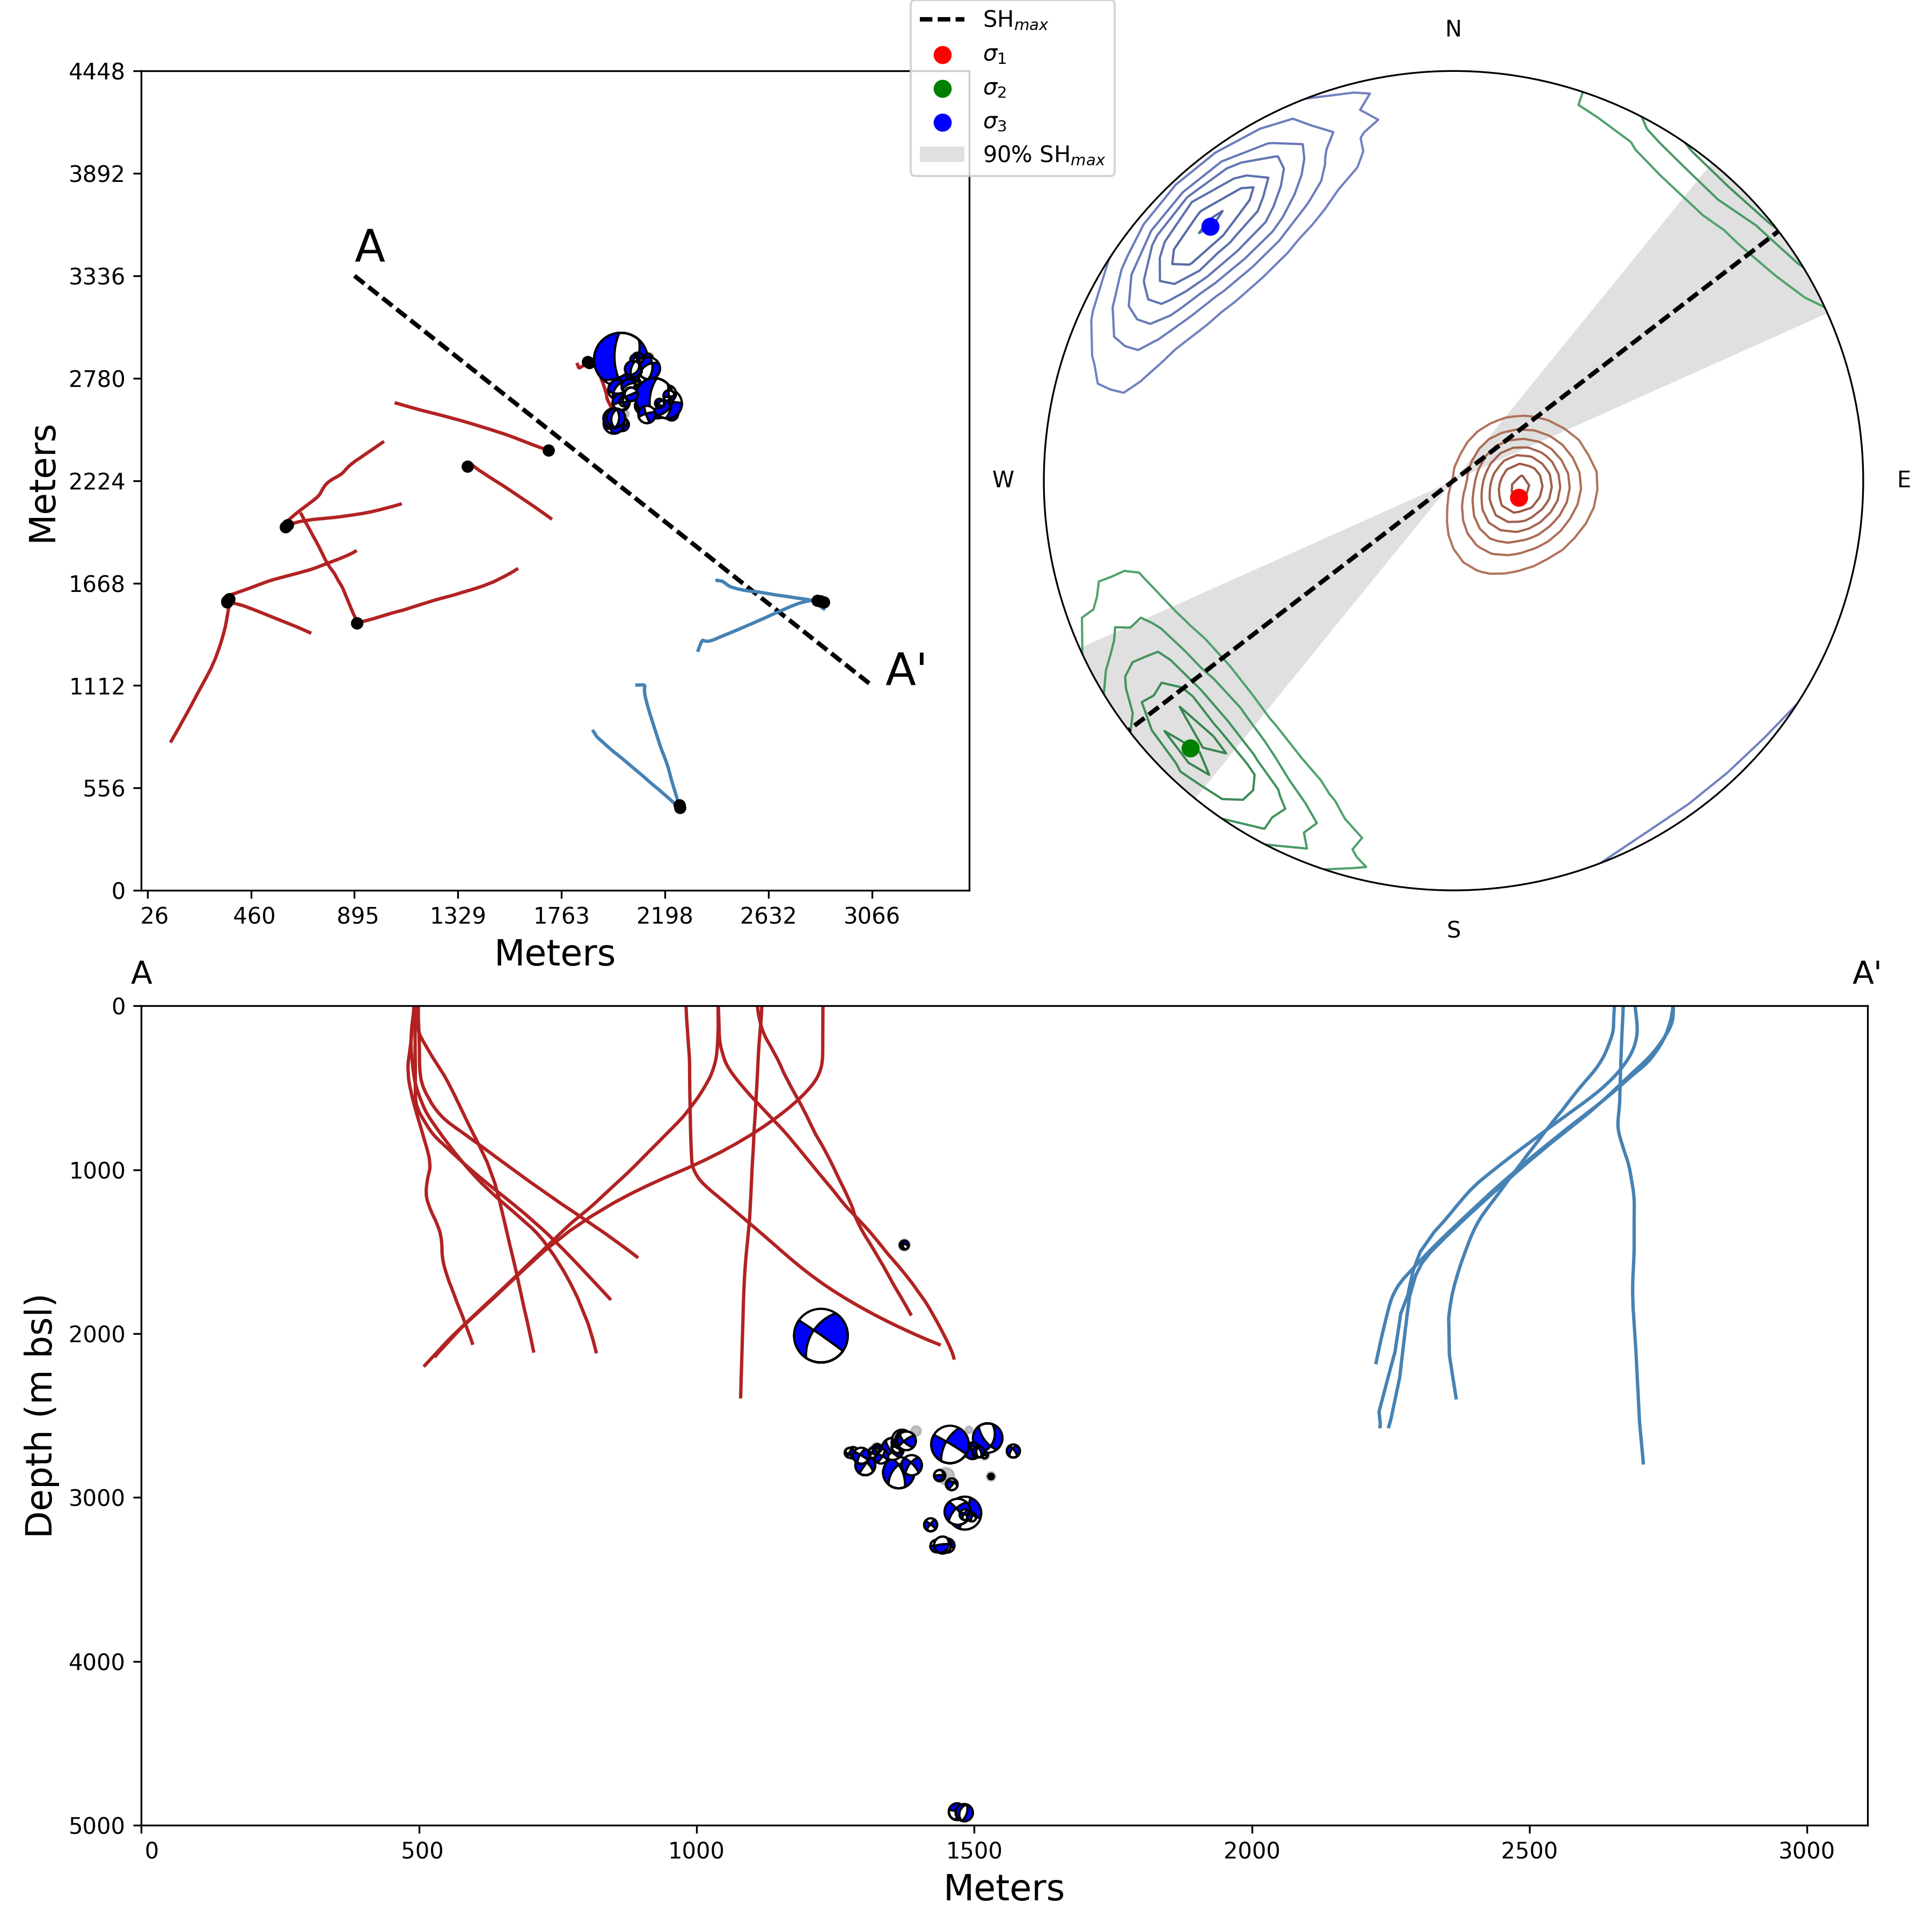 SHmax
σ1
σ2
σ3
90% SHmax
N
W
E
S
4448
3892
3336
2780
2224
1668
1112
556
0
Meters
A
A'
26 460 895 1329 1763 2198 2632 3066
Meters
A A'
0
1000
2000
3000
4000
5000
Depth (m bsl)
0 500 1000 1500 2000 2500 3000
Meters